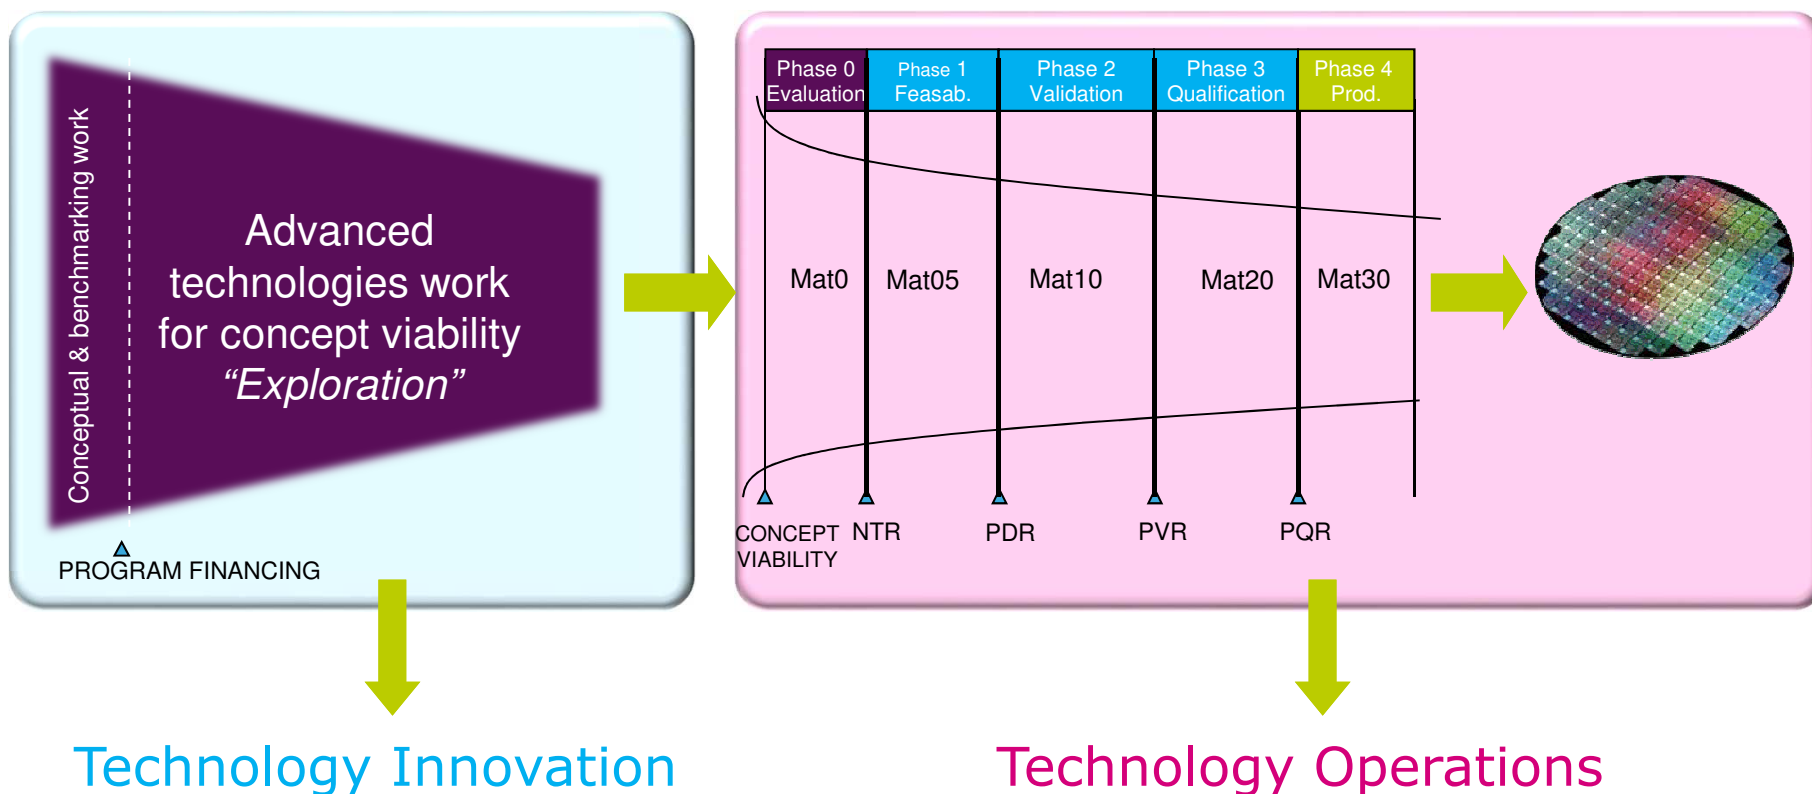 Conceptual & benchmarking work
Advanced
technologies work
for concept viability
“Exploration”
PROGRAM FINANCING
Phase 0
Evaluation
Phase 1
Feasab.
Phase 2
Validation
Phase 3
Qualification
Phase 4
Prod.
Mat0
Mat05
Mat10
Mat20
Mat30
CONCEPT
VIABILITY
NTR
PDR
PVR
PQR
Technology Innovation
Technology Operations